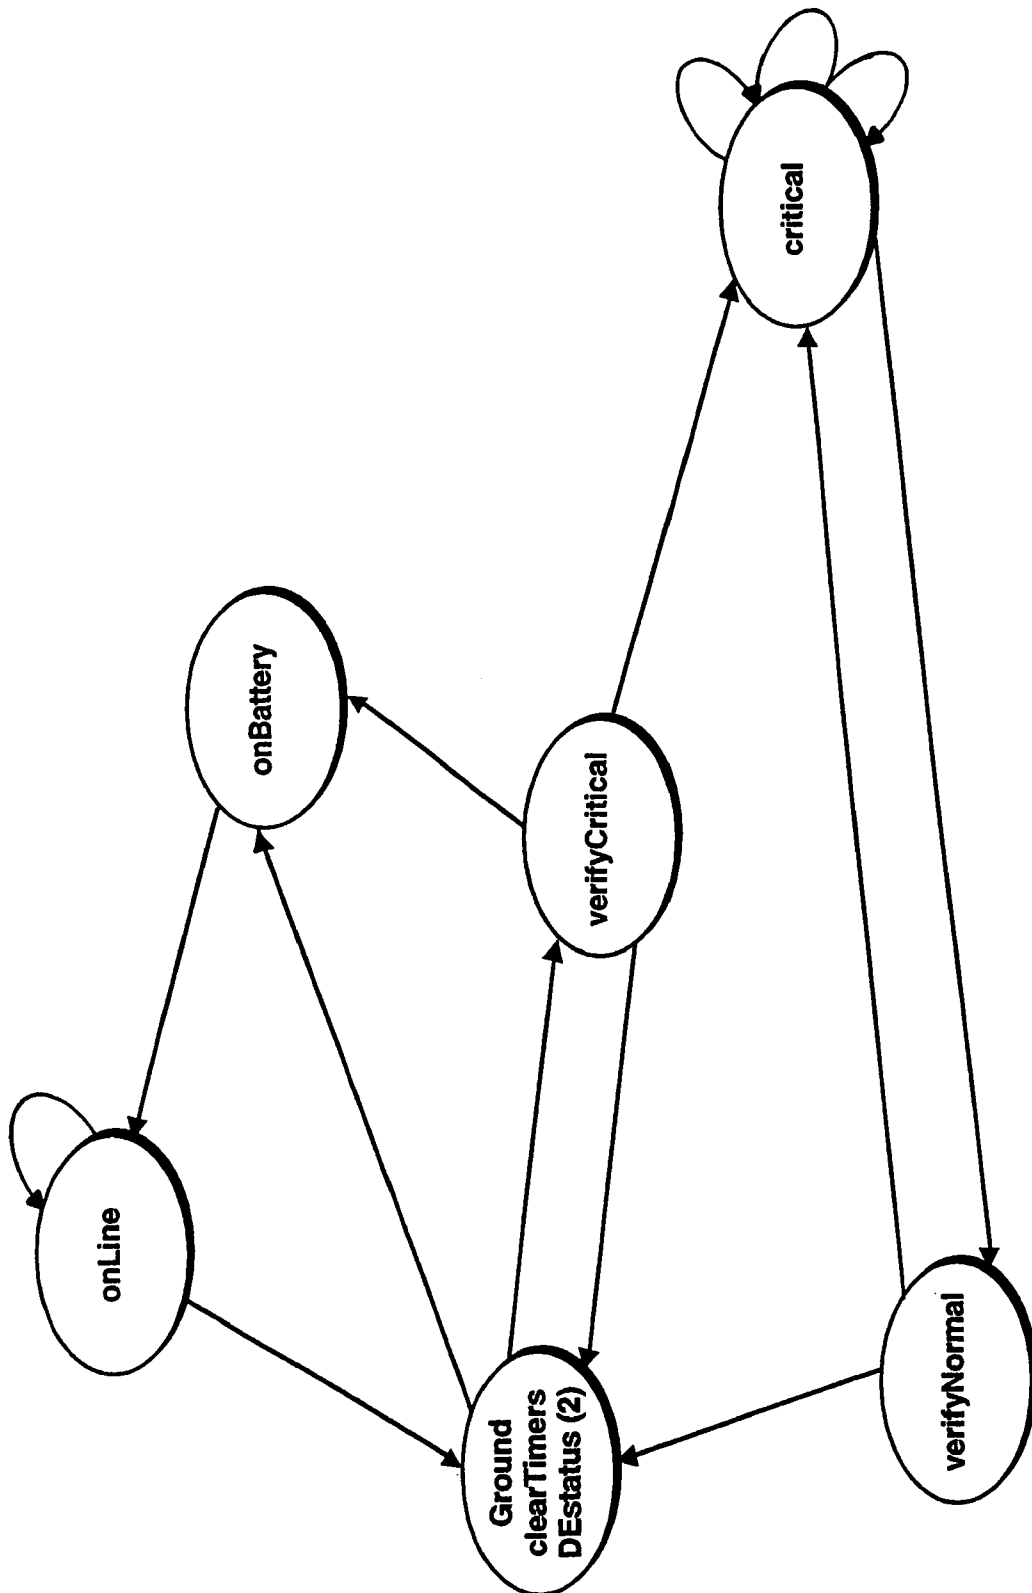 onLine
onBattery
critical
verifyCritical
Ground
clearTimers
DEstatus (2)
verifyNormal